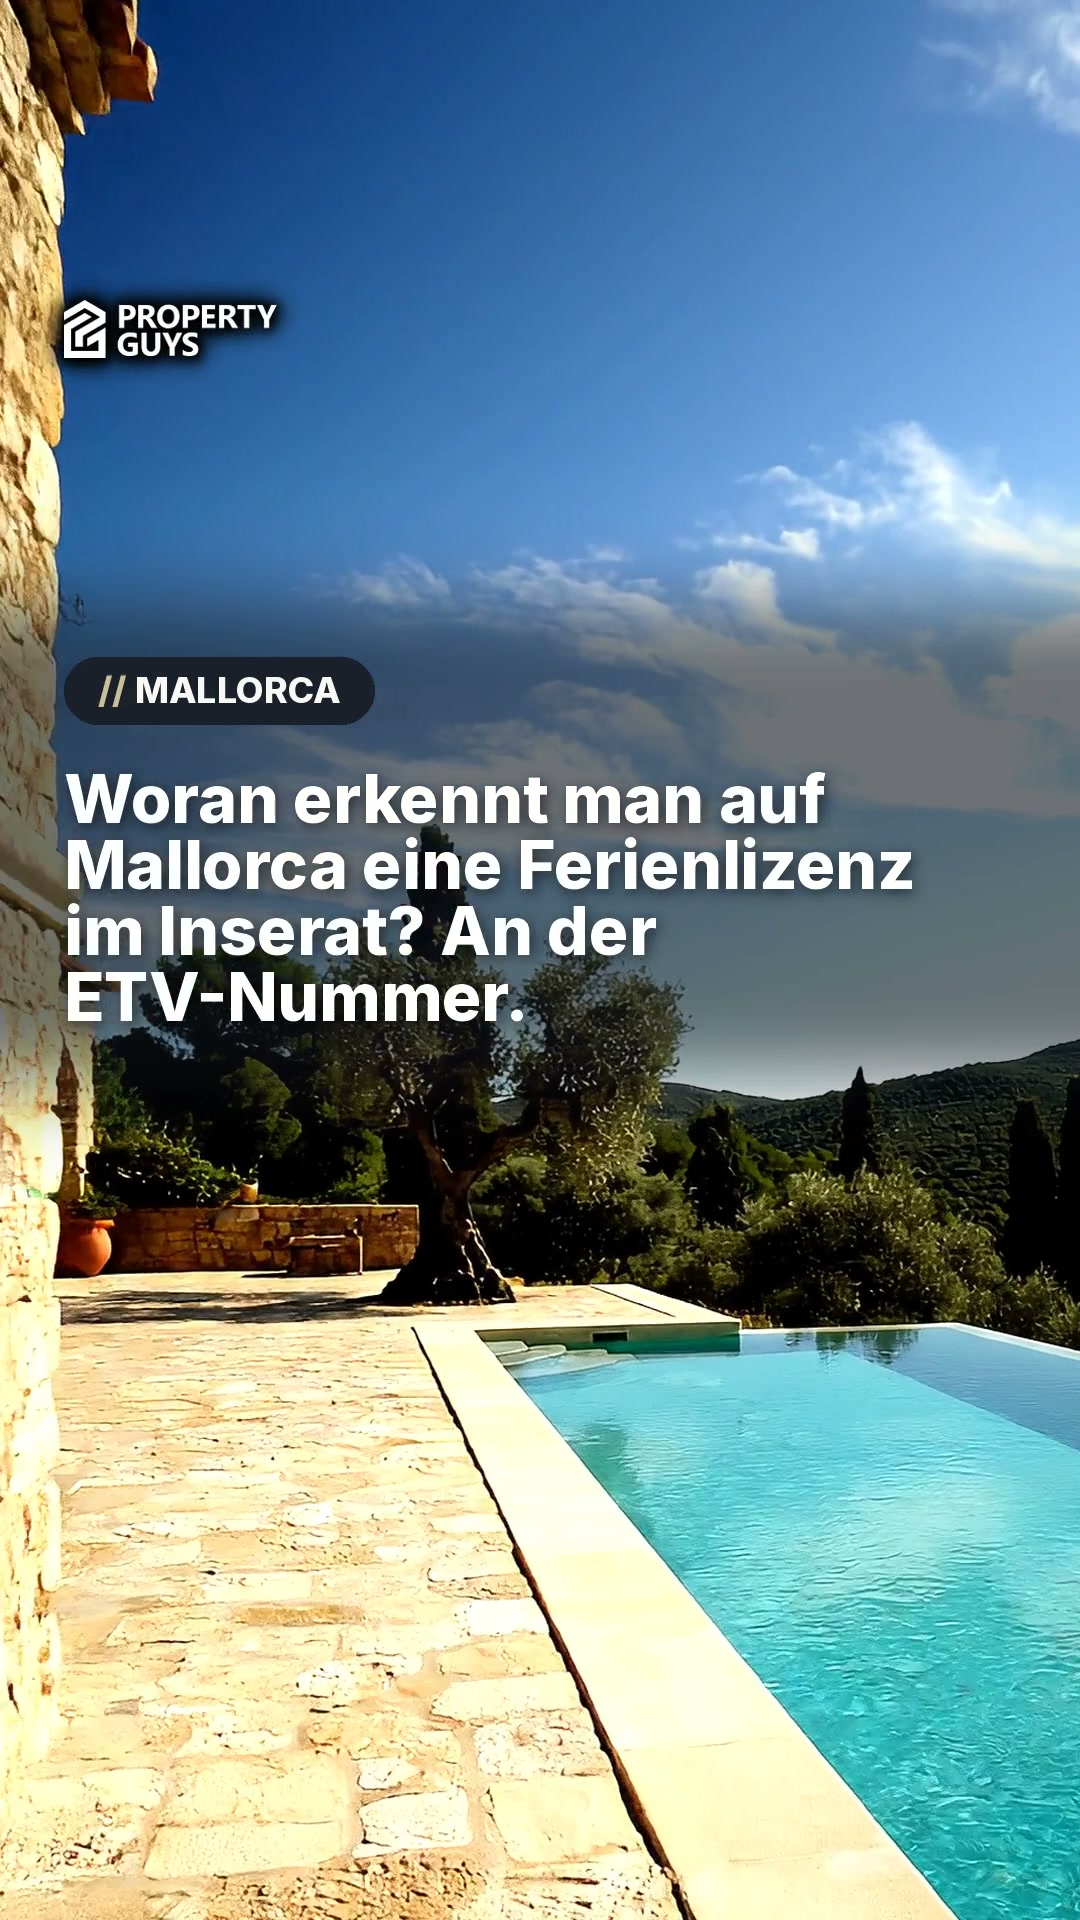 PROPERTY
GUYS
// MALLORCA
Woran erkennt man auf
Mallorca eine Ferienlizenz
im Inserat? An der
ETV-Nummer.